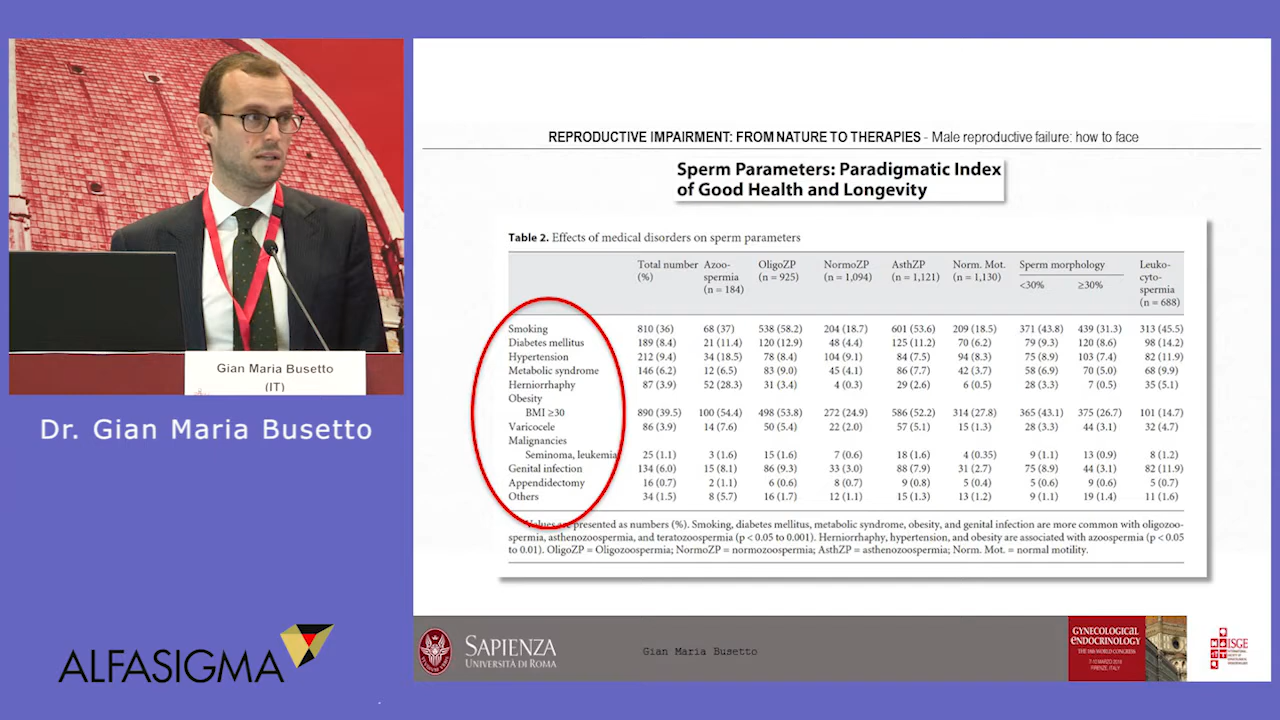 REPRODUCTIVE IMPAIRMENT: FROM NATURE TO THERAPIES - Male reproductive failure: how to face
Sperm Parameters: Paradigmatic Index
of Good Health and Longevity
Table 2. Effects of medical disorders on sperm parameters
Total number (%) Azoo-spermia (n = 184) OligoZP (n = 925) NormoZP (n = 1,094) AsthZP (n = 1,121) Norm. Mot. (n = 1,130) Sperm morphology <30% ≥30% Leuko-cyto-spermia (n = 688)
Smoking 810 (36) 68 (37) 538 (58.2) 204 (18.7) 601 (53.6) 209 (18.5) 371 (43.8) 439 (31.3) 313 (45.5)
Diabetes mellitus 189 (8.4) 21 (11.4) 120 (12.9) 48 (4.4) 125 (11.2) 70 (6.2) 79 (9.3) 120 (8.6) 98 (14.2)
Hypertension 212 (9.4) 34 (18.5) 78 (8.4) 104 (9.1) 84 (7.5) 94 (8.3) 75 (8.9) 103 (7.4) 82 (11.9)
Metabolic syndrome 146 (6.2) 12 (6.5) 83 (9.0) 45 (4.1) 86 (7.7) 42 (3.7) 58 (6.9) 70 (5.0) 68 (9.9)
Herniorrhaphy 87 (3.9) 52 (28.3) 31 (3.4) 4 (0.3) 29 (2.6) 6 (0.5) 28 (3.3) 7 (0.5) 35 (5.1)
Obesity
BMI ≥30 890 (39.5) 100 (54.4) 498 (53.8) 272 (24.9) 586 (52.2) 314 (27.8) 365 (43.1) 375 (26.7) 101 (14.7)
Varicocele 86 (3.9) 14 (7.6) 50 (5.4) 22 (2.0) 57 (5.1) 15 (1.3) 28 (3.3) 44 (3.1) 32 (4.7)
Malignancies
Seminoma, leukemia 25 (1.1) 3 (1.6) 15 (1.6) 7 (0.6) 18 (1.6) 4 (0.35) 9 (1.1) 13 (0.9) 8 (1.2)
Genital infection 134 (6.0) 15 (8.1) 86 (9.3) 33 (3.0) 88 (7.9) 31 (2.7) 75 (8.9) 44 (3.1) 82 (11.9)
Appendidectomy 16 (0.7) 2 (1.1) 6 (0.6) 8 (0.7) 9 (0.8) 5 (0.4) 5 (0.6) 9 (0.6) 5 (0.7)
Others 34 (1.5) 8 (5.7) 16 (1.7) 12 (1.1) 15 (1.3) 13 (1.2) 9 (1.1) 19 (1.4) 11 (1.6)
Values are presented as numbers (%). Smoking, diabetes mellitus, metabolic syndrome, obesity, and genital infection are more common with oligozoo-
spermia, asthenozoospermia, and teratozoospermia (p < 0.05 to 0.001). Herniorrhaphy, hypertension, and obesity are associated with azoospermia (p < 0.05
to 0.01). OligoZP = Oligozoospermia; NormoZP = normozoospermia; AsthZP = asthenozoospermia; Norm. Mot. = normal motility.
Gian Maria Busetto
(IT)
Dr. Gian Maria Busetto
ALFASIGMA
SAPIENZA
UNIVERSITÀ DI ROMA
Gian Maria Busetto
GYNECOLOGICAL
ENDOCRINOLOGY
THE 18TH WORLD CONGRESS
7-10 MARZO 2018
FIRENZE, ITALY
ISGE